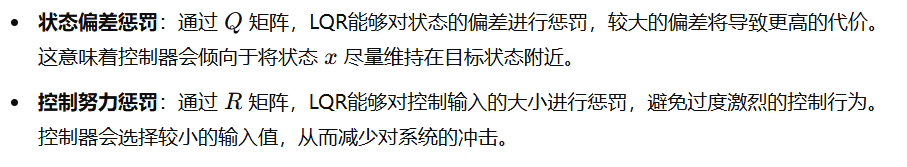 • 状态偏差惩罚：通过 Q 矩阵，LQR能够对状态的偏差进行惩罚，较大的偏差将导致更高的代价。
这意味着控制器会倾向于将状态 x 尽量维持在目标状态附近。
• 控制努力惩罚：通过 R 矩阵，LQR能够对控制输入的大小进行惩罚，避免过度激烈的控制行为。
控制器会选择较小的输入值，从而减少对系统的冲击。